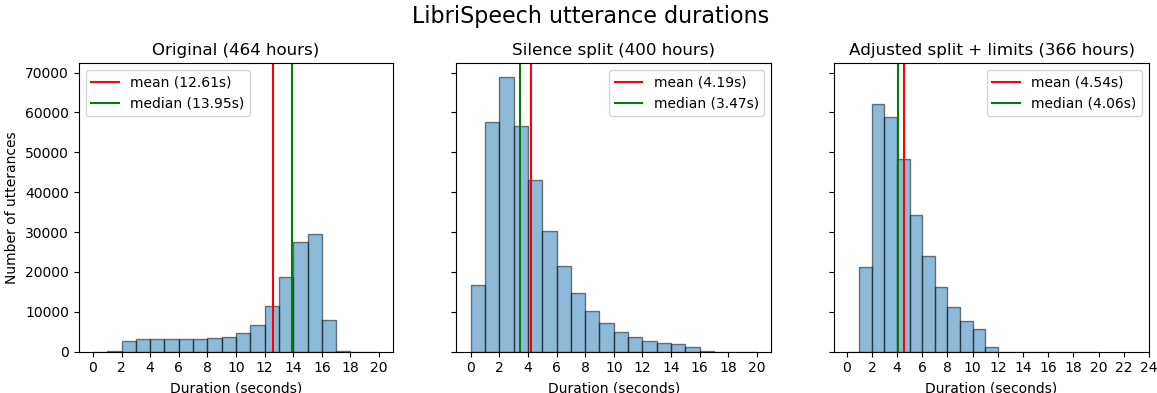 LibriSpeech utterance durations
Original (464 hours)
Silence split (400 hours)
Adjusted split + limits (366 hours)
Number of utterances
70000
60000
50000
40000
30000
20000
10000
0
mean (12.61s)
median (13.95s)
mean (4.19s)
median (3.47s)
mean (4.54s)
median (4.06s)
0 2 4 6 8 10 12 14 16 18 20
0 2 4 6 8 10 12 14 16 18 20
0 2 4 6 8 10 12 14 16 18 20 22 24
Duration (seconds)
Duration (seconds)
Duration (seconds)